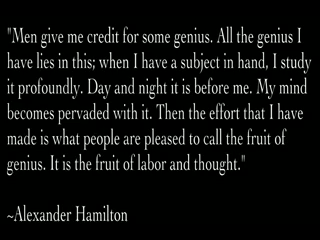 "Men give me credit for some genius. All the genius I
have lies in this; when I have a subject in hand, I study
it profoundly. Day and night it is before me. My mind
becomes pervaded with it. Then the effort that I have
made is what people are pleased to call the fruit of
genius. It is the fruit of labor and thought."
~Alexander Hamilton